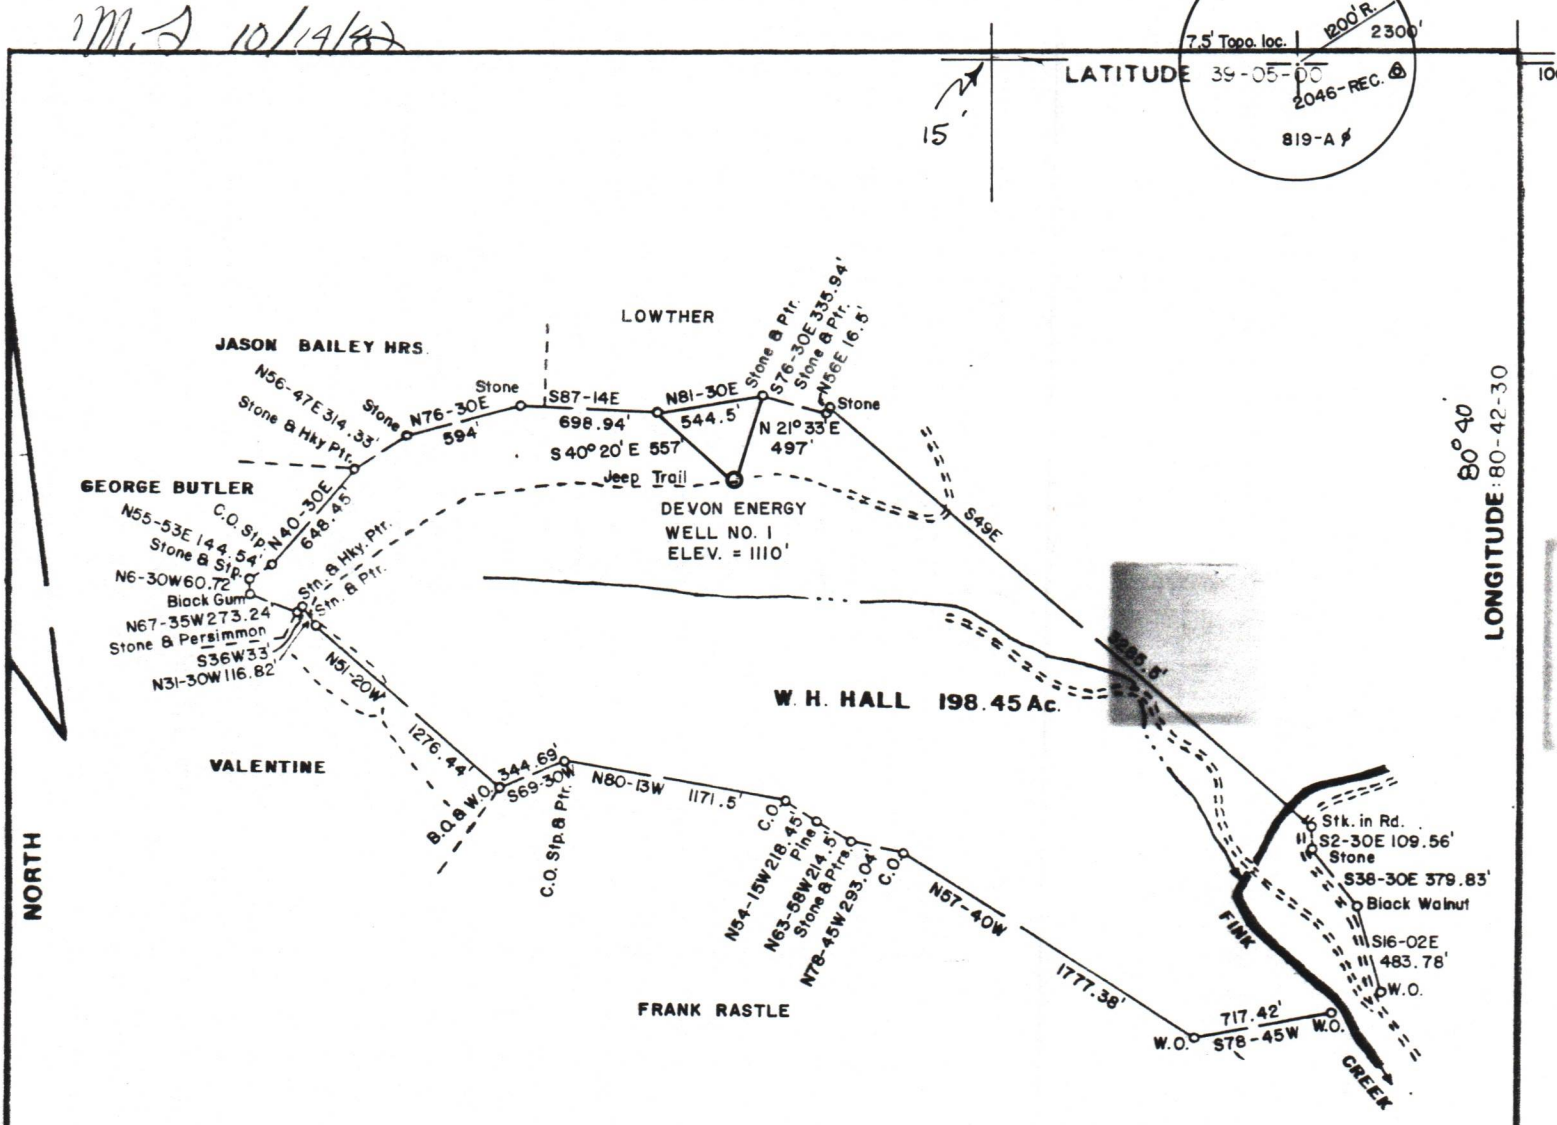 10/14/82
1200'R.
2300'
7.5' Topo. loc.
LATITUDE 39-05-00
2046-REC.
819-A
15'
80°40'
LONGITUDE: 80-42-30
NORTH
LOWTHER
JASON BAILEY HRS.
N56-47E 314.33'
Stone & Hky Ptr.
Stone
N76-30E
594'
Stone
S87-14E
698.94'
N81-30E
544.5'
Stone & Ptr.
S76-30E 335.94'
Stone & Ptr.
N56E 16.5'
Stone
N 21° 33' E
497'
S 40° 20' E 557'
Jeep Trail
DEVON ENERGY
WELL NO. 1
ELEV. = 1110'
S49E
3285.5'
GEORGE BUTLER
C.O. Stp.
N40-30E
648.45'
N55-53E 144.54'
Stone & Stp.
N6-30W 60.72'
Black Gum
N67-35W 273.24
Stone & Persimmon
S36W 33'
N31-30W 116.82'
Stn. & Hky. Ptr.
Stn. & Ptr.
N51-20W
1276.44'
W. H. HALL 198.45 Ac.
VALENTINE
B.O. & W.O.
344.69'
S69-30W
C.O. Stp. & Ptr.
N80-13W
1171.5'
C.O.
N54-15W 218.45'
Pine
N63-58W 214.5'
Stone & Ptrs.
N78-45W 293.04'
C.O.
N57-40W
1777.38'
FRANK RASTLE
W.O.
717.42'
S78-45W
W.O.
Stk. in Rd.
S2-30E 109.56'
Stone
S38-30E 379.83'
Black Walnut
S16-02E
483.78'
W.O.
FINK
CREEK